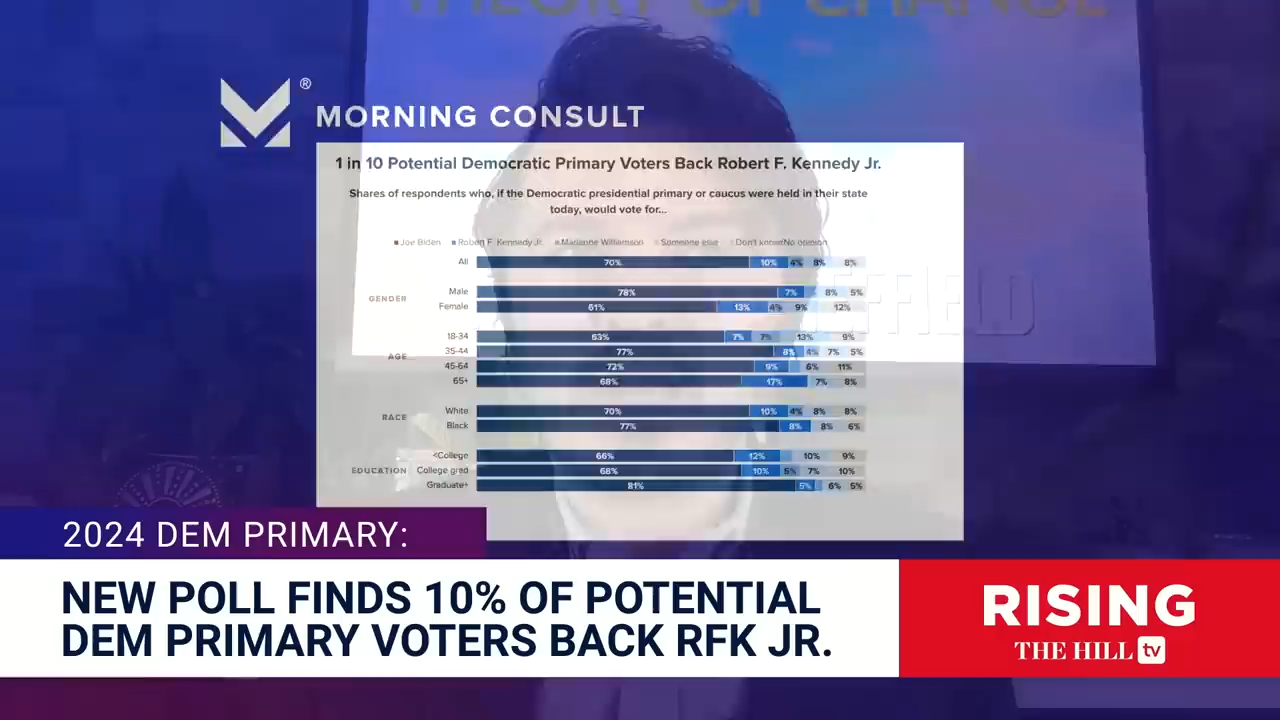 THEORY OF CHANGE
®
MORNING CONSULT
1 in 10 Potential Democratic Primary Voters Back Robert F. Kennedy Jr.
Shares of respondents who, if the Democratic presidential primary or caucus were held in their state
today, would vote for...
Joe Biden Robert F. Kennedy Jr. Marianne Williamson Someone else Don't know/No opinion
All 70% 10% 4% 8% 8%
GENDER
Male 78% 7% 8% 5%
Female 61% 13% 4% 9% 12%
AGE
18-34 63% 7% 7% 13% 9%
35-44 77% 8% 4% 7% 5%
45-64 72% 9% 6% 11%
65+ 68% 17% 7% 8%
RACE
White 70% 10% 4% 8% 8%
Black 77% 8% 8% 6%
EDUCATION
<College 66% 12% 10% 9%
College grad 68% 10% 5% 7% 10%
Graduate+ 81% 5% 6% 5%
2024 DEM PRIMARY:
NEW POLL FINDS 10% OF POTENTIAL
DEM PRIMARY VOTERS BACK RFK JR.
RISING
THE HILL tv